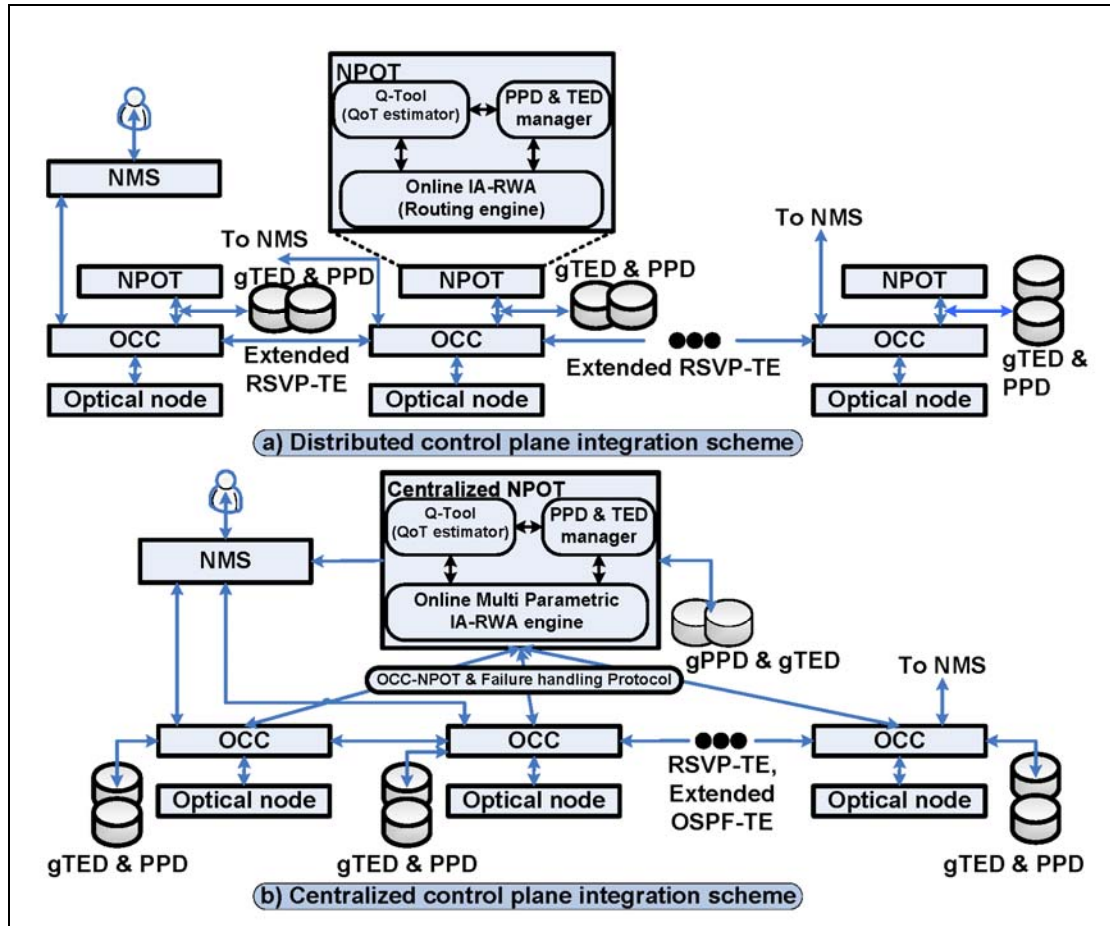 NPOT
Q-Tool
(QoT estimator)
PPD & TED
manager
Online IA-RWA
(Routing engine)
NMS
To NMS
To NMS
NPOT
gTED & PPD
NPOT
gTED & PPD
NPOT
OCC
OCC
OCC
Extended
RSVP-TE
Extended RSVP-TE
gTED &
PPD
Optical node
Optical node
Optical node
a) Distributed control plane integration scheme
Centralized NPOT
Q-Tool
(QoT estimator)
PPD & TED
manager
NMS
Online Multi Parametric
IA-RWA engine
gPPD & gTED
OCC-NPOT & Failure handling Protocol
To NMS
OCC
OCC
OCC
RSVP-TE,
Extended
OSPF-TE
Optical node
Optical node
Optical node
gTED & PPD
gTED & PPD
gTED & PPD
b) Centralized control plane integration scheme